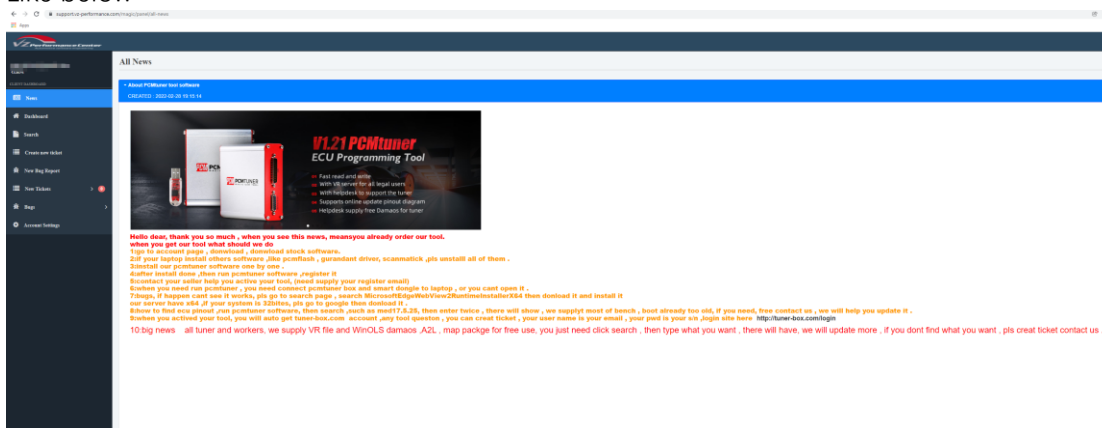 Like below
support.vz-performance.com/magic/panel/all-news
Apps
VZ Performance Center
All News
News
Dashboard
Search
Create new ticket
New Bug Report
New Tickets
Bugs
Account Settings
About PCMtuner tool software
CREATED : 2022-02-28 19:15:14
V1.21 PCMtuner
ECU Programming Tool
Fast read and write
With VR server for all legal users
With helpdesk to support the tuner
Supports online update pinout diagram
Helpdesk supply free Damaos for tuner
PCMTUNER
Hello dear, thank you so much , when you see this news, meansyou already order our tool.
when you get our tool what should we do
1:go to account page , donwload , donwload stock software.
2:if your laptop install others software ,like pcmflash , gurandant driver, scanmatick ,pls unstalll all of them .
3:install our pcmtuner software one by one .
4:after install done ,then run pcmtuner software ,register it
5:contact your seller help you active your tool, (need supply your register email)
6:when you need run pcmtuner , you need connect pcmtuner box and smart dongle to laptop , or you cant open it .
7:bugs, if happen cant see it works, pls go to search page , search MicrosoftEdgeWebView2RuntimeInstallerX64 then donload it and install it
our server have x64 ,if your system is 32bites, pls go to google then donload it .
8:how to find ecu pinout ,run pcmtuner software, then search ,such as med17.5.25, then enter twice , there will show , we supplyt most of bench , boot already too old, if you need, free contact us , we will help you update it .
9:when you actived your tool, you will auto get tuner-box.com account ,any tool question , you can creat ticket , your user name is your email , your pwd is your s/n ,login site here http://tuner-box.com/login
10:big news all tuner and workers, we supply VR file and WinOLS damaos ,A2L , map packge for free use, you just need click search , then type what you want , there will have, we will update more , if you dont find what you want , pls creat ticket contact us